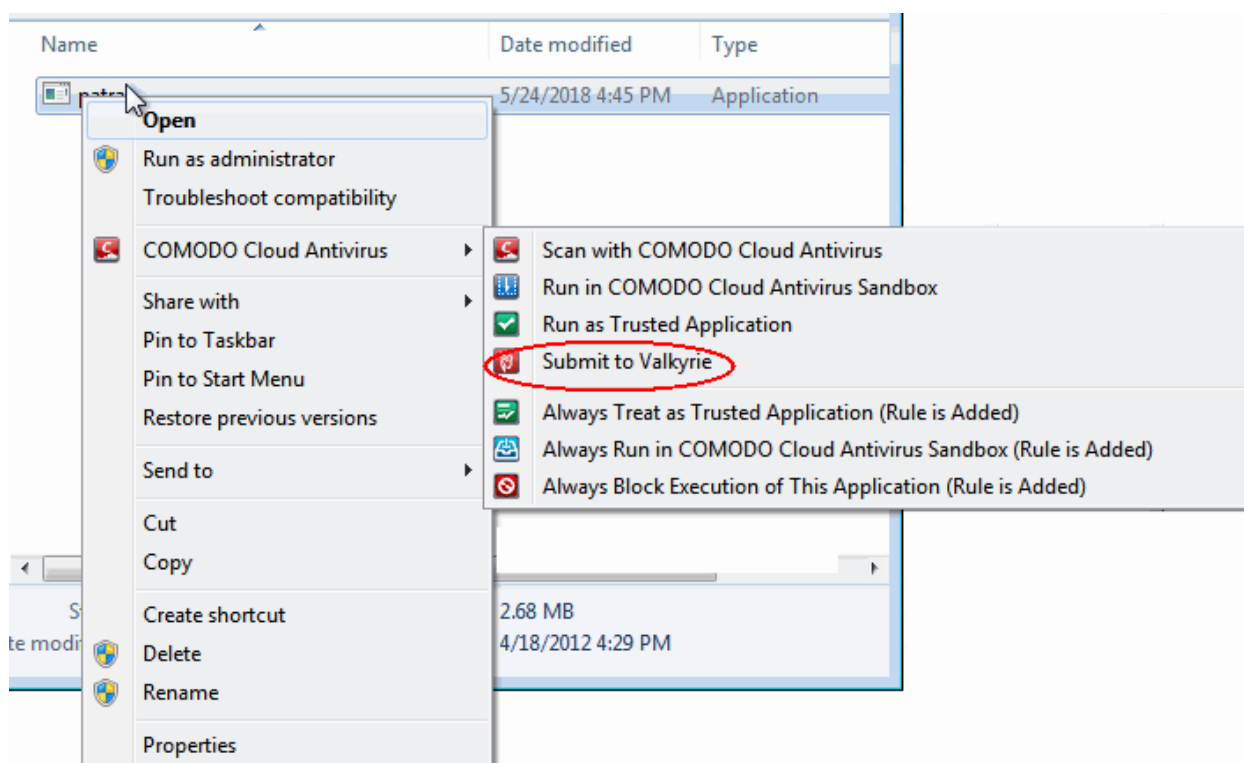 Name Date modified Type
5/24/2018 4:45 PM Application
Open
Run as administrator
Troubleshoot compatibility
COMODO Cloud Antivirus
Share with
Pin to Taskbar
Pin to Start Menu
Restore previous versions
Send to
Cut
Copy
Create shortcut
Delete
Rename
Properties
Scan with COMODO Cloud Antivirus
Run in COMODO Cloud Antivirus Sandbox
Run as Trusted Application
Submit to Valkyrie
Always Treat as Trusted Application (Rule is Added)
Always Run in COMODO Cloud Antivirus Sandbox (Rule is Added)
Always Block Execution of This Application (Rule is Added)
2.68 MB
4/18/2012 4:29 PM